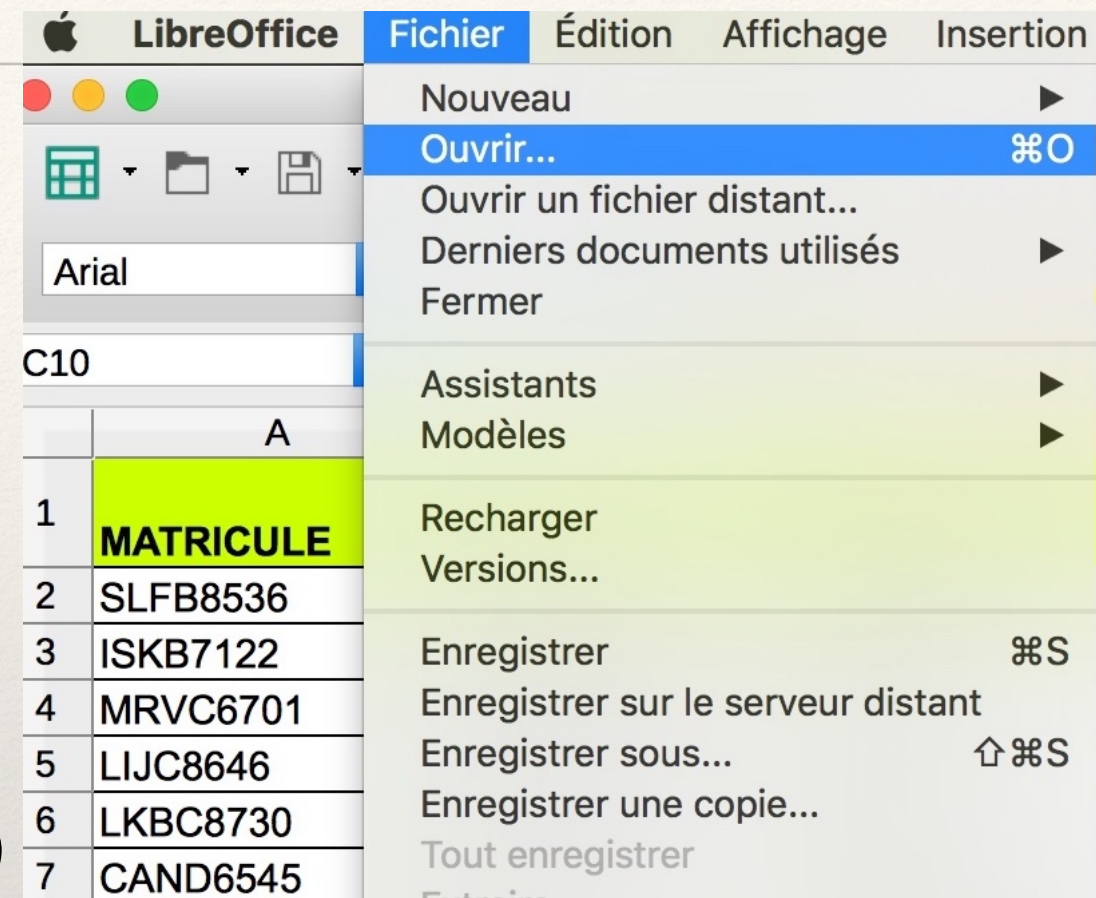 LibreOffice Fichier Édition Affichage Insertion
Nouveau ▶
Ouvrir... ⌘O
Ouvrir un fichier distant...
Derniers documents utilisés ▶
Fermer
Assistants ▶
Modèles ▶
Recharger
Versions...
Enregistrer ⌘S
Enregistrer sur le serveur distant
Enregistrer sous... ⇧⌘S
Enregistrer une copie...
Tout enregistrer
Arial
C10
A
1 MATRICULE
2 SLFB8536
3 ISKB7122
4 MRVC6701
5 LIJC8646
6 LKBC8730
7 CAND6545
)